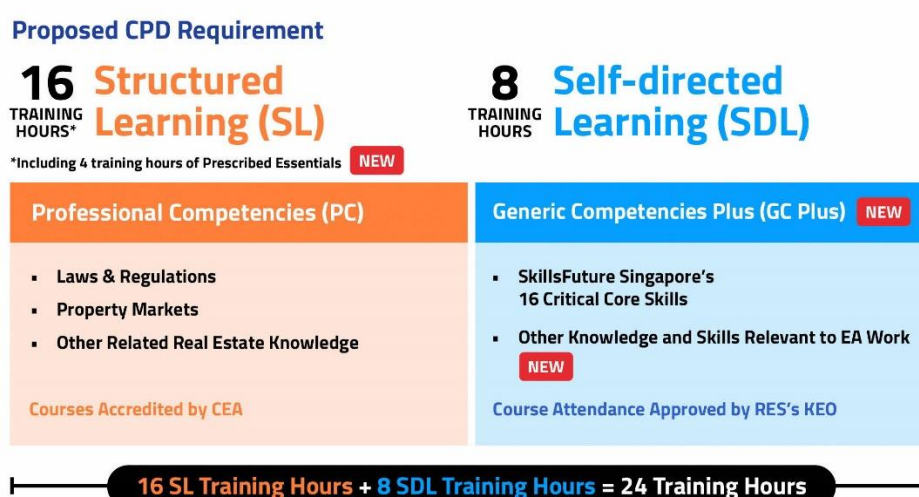 Proposed CPD Requirement
16
TRAINING
HOURS*
Structured
Learning (SL)
*Including 4 training hours of Prescribed Essentials NEW
8
TRAINING
HOURS
Self-directed
Learning (SDL)
Professional Competencies (PC)
▪ Laws & Regulations
▪ Property Markets
▪ Other Related Real Estate Knowledge
Courses Accredited by CEA
Generic Competencies Plus (GC Plus) NEW
▪ SkillsFuture Singapore's
16 Critical Core Skills
▪ Other Knowledge and Skills Relevant to EA Work
NEW
Course Attendance Approved by RES's KEO
16 SL Training Hours + 8 SDL Training Hours = 24 Training Hours